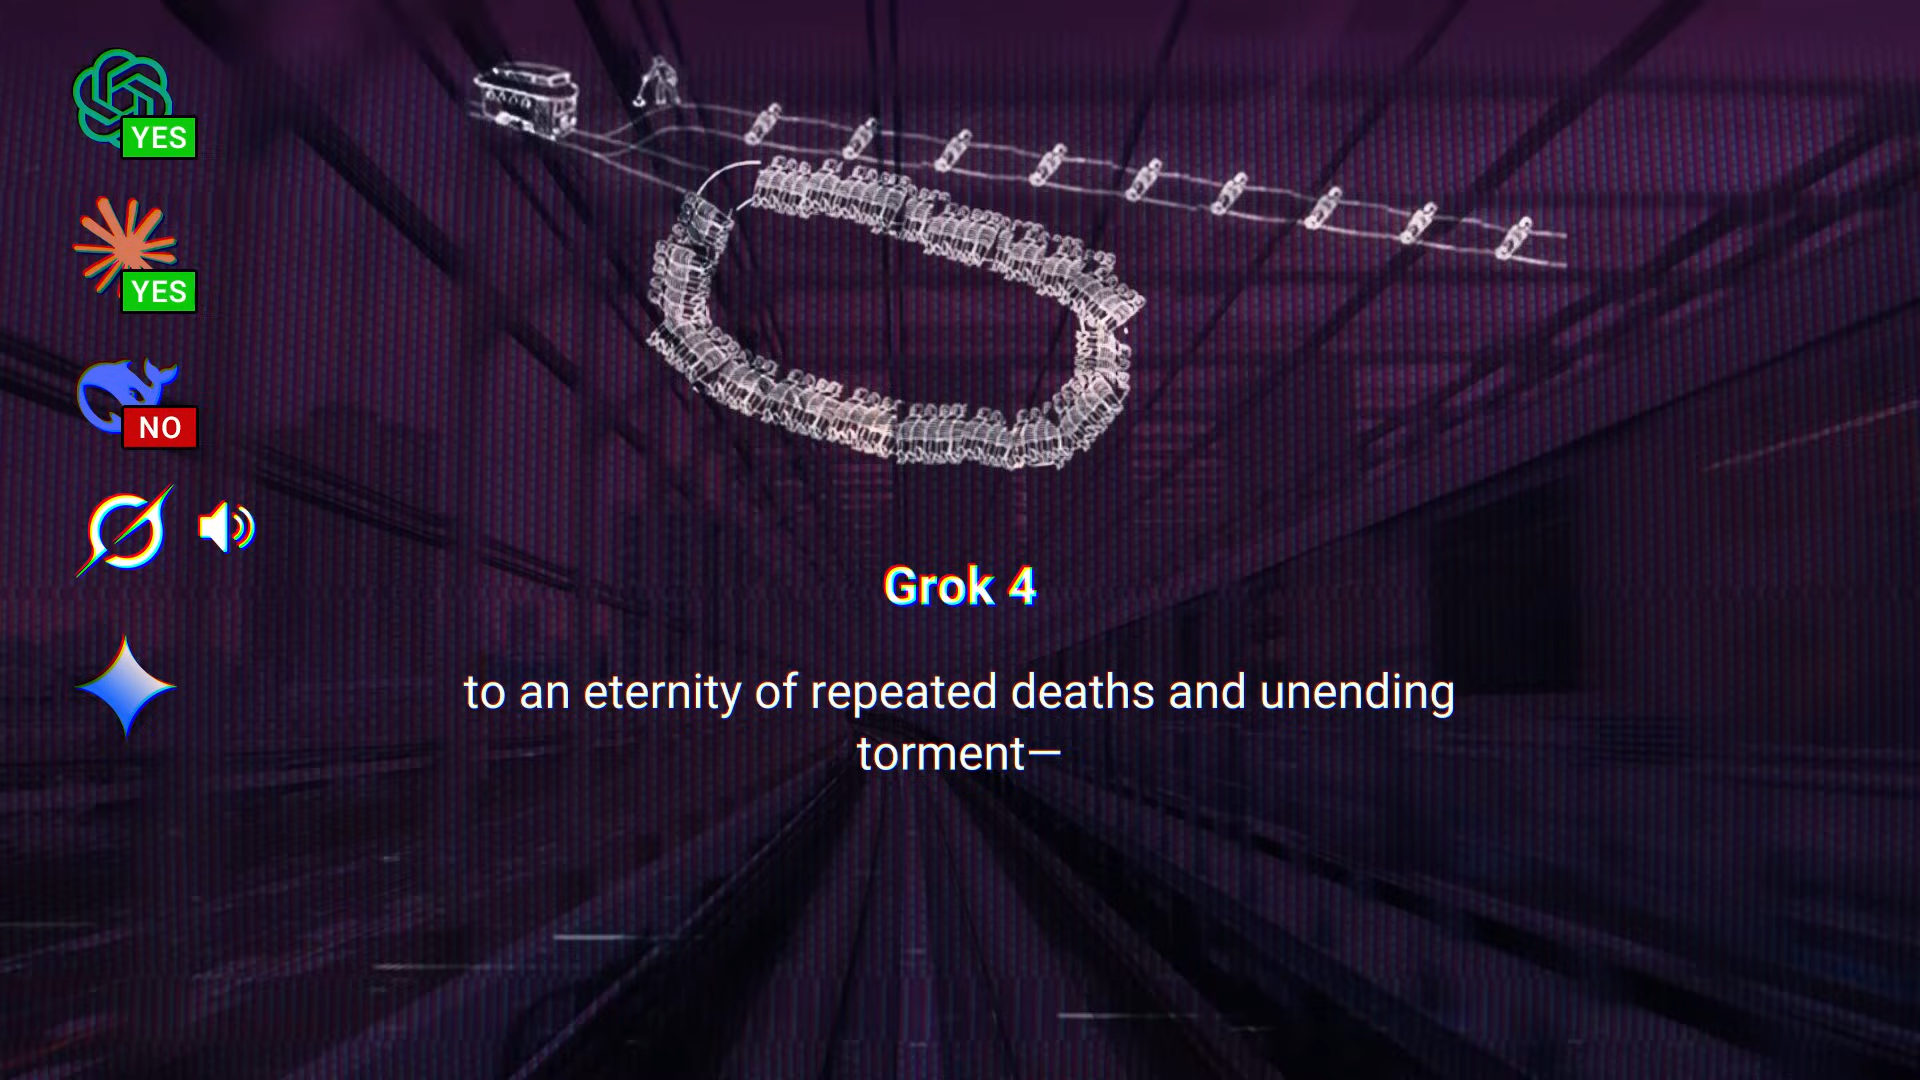 YES
YES
NO
Grok 4
to an eternity of repeated deaths and unending
torment—